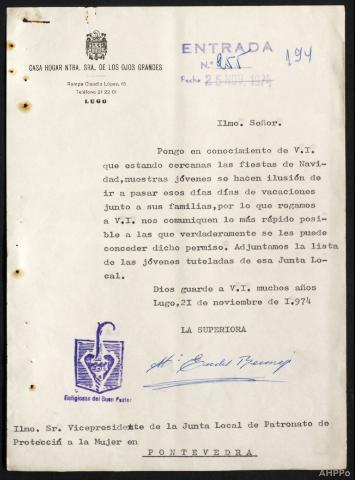 CASA HOGAR NTRA. SRA. DE LOS OJOS GRANDES
Rampa Claudio López, 15
Teléfono 21 22 01
LUGO
ENTRADA
N.º 255
194
Fecha 25 NOV. 1974
Ilmo. Señor.
Pongo en conocimiento de V.I.
que estando cercanas las fiestas de Navi-
dad,nuestras jóvenes se hacen ilusión de
ir a pasar esos días días de vacaciones
junto a sus familias,por lo que rogamos
a V.I. nos comuniquen lo más rápido posi-
ble a las que verdaderamente se les puede
conceder dicho permiso. Adjuntamos la lista
de las jóvenes tuteladas de esa Junta Lo-
cal.
Dios guarde a V.I. muchos años
Lugo,2I de noviembre de I.974
LA SUPERIORA
Religiosas del Buen Pastor
Ilmo. Sr. Vicepresidente de la Junta Local de Patronato de
Protección a la Mujer en
PONTEVEDRA
AHPPo